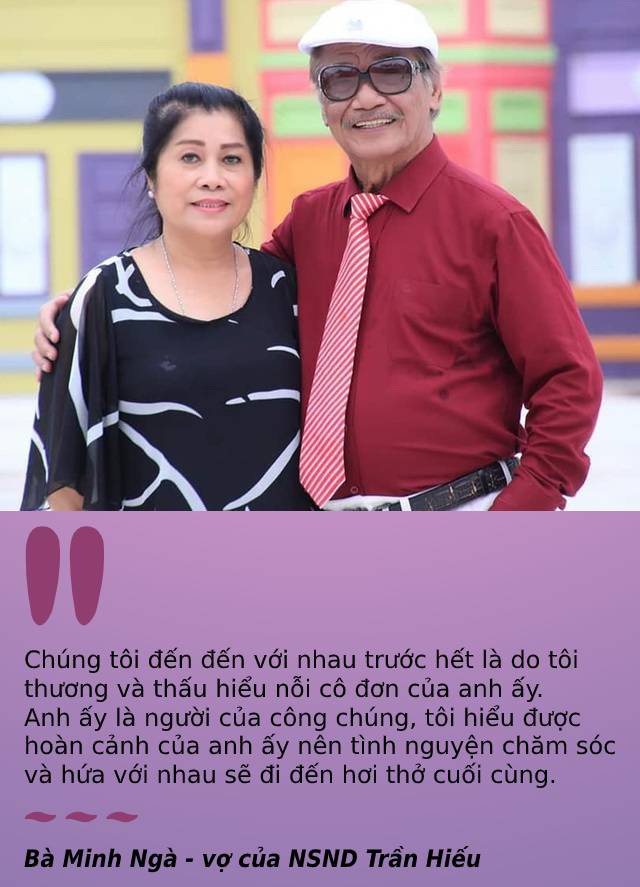 Chúng tôi đến đến với nhau trước hết là do tôi
thương và thấu hiểu nỗi cô đơn của anh ấy.
Anh ấy là người của công chúng, tôi hiểu được
hoàn cảnh của anh ấy nên tình nguyện chăm sóc
và hứa với nhau sẽ đi đến hơi thở cuối cùng.
Bà Minh Ngà - vợ của NSND Trần Hiếu